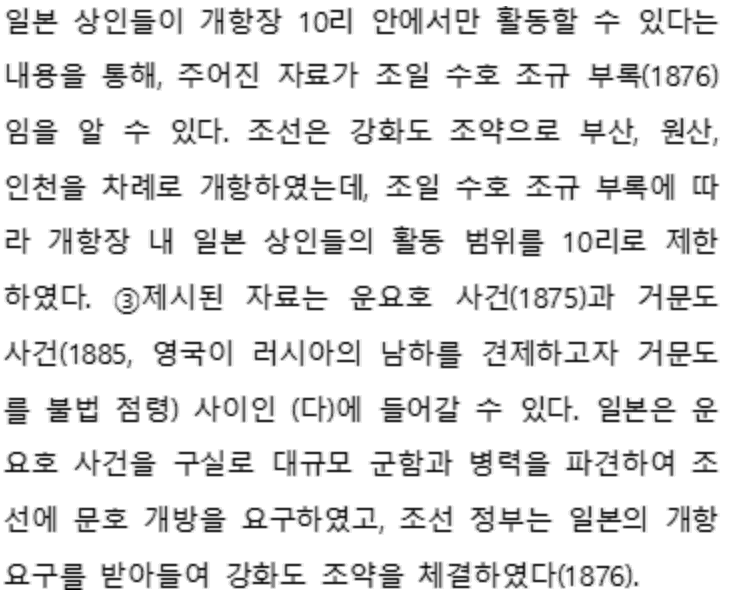 일본 상인들이 개항장 10리 안에서만 활동할 수 있다는
내용을 통해, 주어진 자료가 조일 수호 조규 부록(1876)
임을 알 수 있다. 조선은 강화도 조약으로 부산, 원산,
인천을 차례로 개항하였는데, 조일 수호 조규 부록에 따
라 개항장 내 일본 상인들의 활동 범위를 10리로 제한
하였다. ③제시된 자료는 운요호 사건(1875)과 거문도
사건(1885, 영국이 러시아의 남하를 견제하고자 거문도
를 불법 점령) 사이인 (다)에 들어갈 수 있다. 일본은 운
요호 사건을 구실로 대규모 군함과 병력을 파견하여 조
선에 문호 개방을 요구하였고, 조선 정부는 일본의 개항
요구를 받아들여 강화도 조약을 체결하였다(1876).